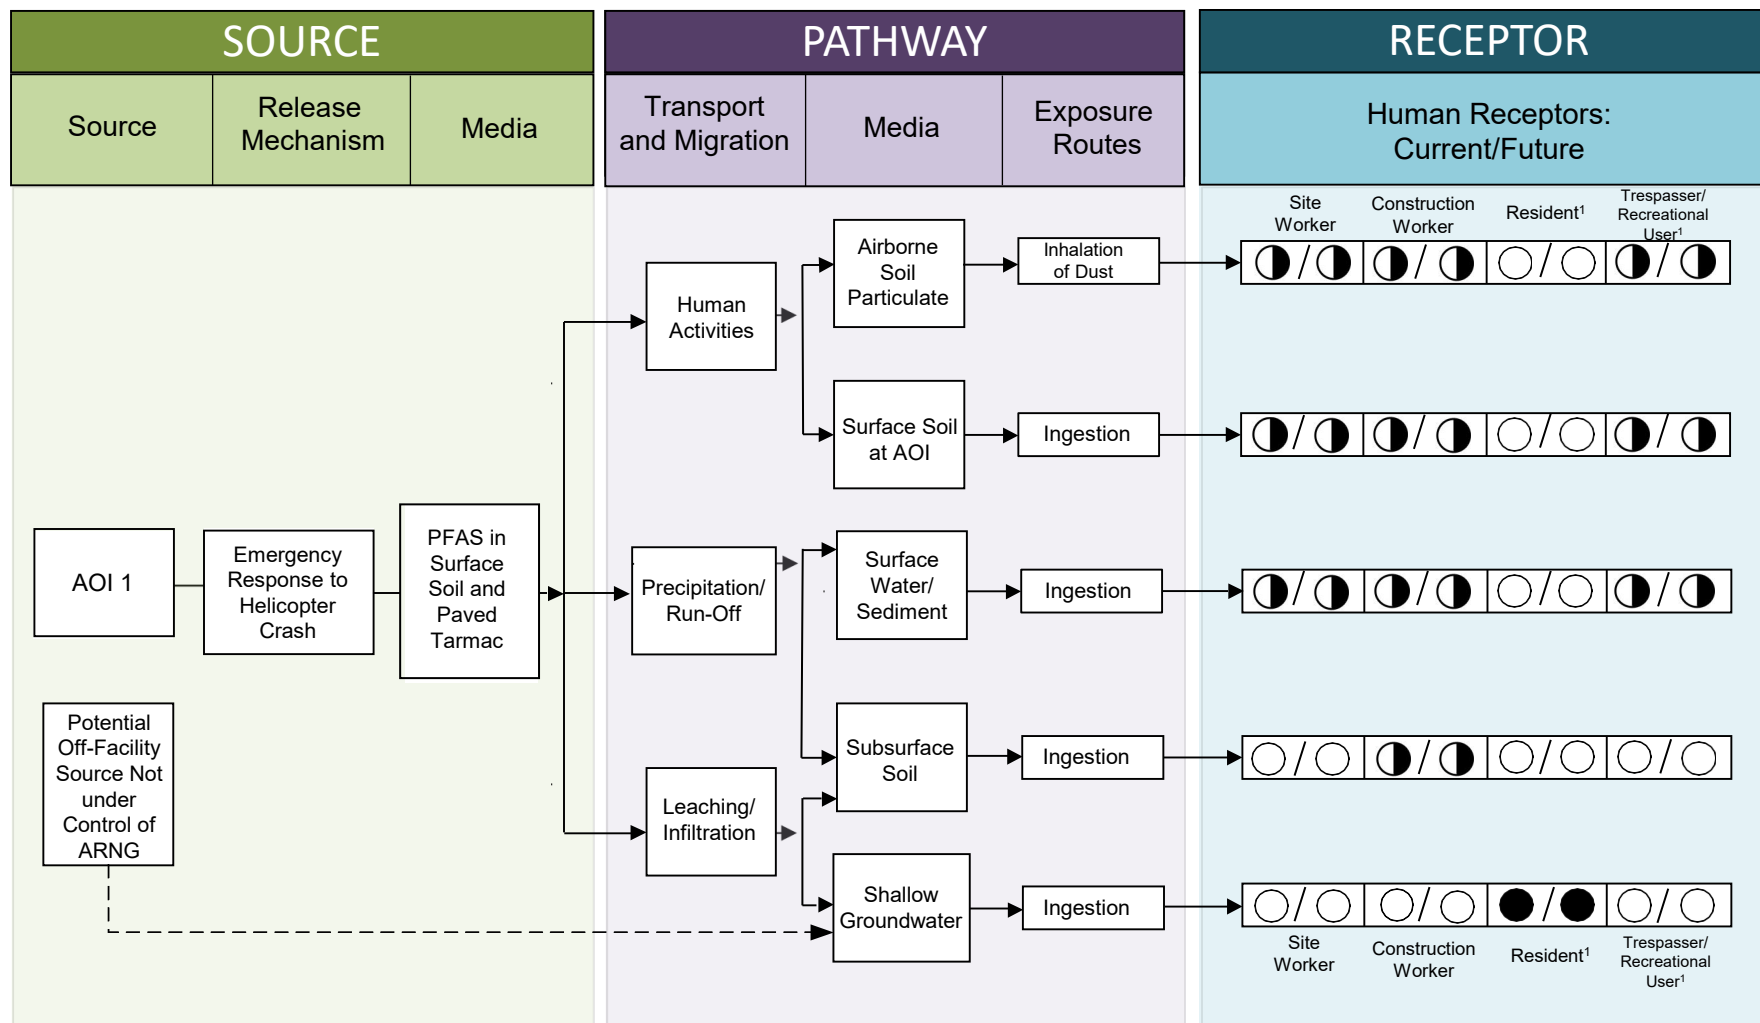 SOURCE
PATHWAY
RECEPTOR
Source
Release
Mechanism
Media
Transport
and Migration
Media
Exposure
Routes
Human Receptors:
Current/Future
Site
Worker
Construction
Worker
Resident¹
Trespasser/
Recreational
User¹
Human
Activities
Airborne
Soil
Particulate
Inhalation
of Dust
/ / / /
Surface Soil
at AOI
Ingestion
/ / / /
AOI 1
Emergency
Response to
Helicopter
Crash
PFAS in
Surface
Soil and
Paved
Tarmac
Precipitation/
Run-Off
Surface
Water/
Sediment
Ingestion
/ / / /
Potential
Off-Facility
Source Not
under
Control of
ARNG
Leaching/
Infiltration
Subsurface
Soil
Ingestion
/ / / /
Shallow
Groundwater
Ingestion
/ / / /
Site
Worker
Construction
Worker
Resident¹
Trespasser/
Recreational
User¹